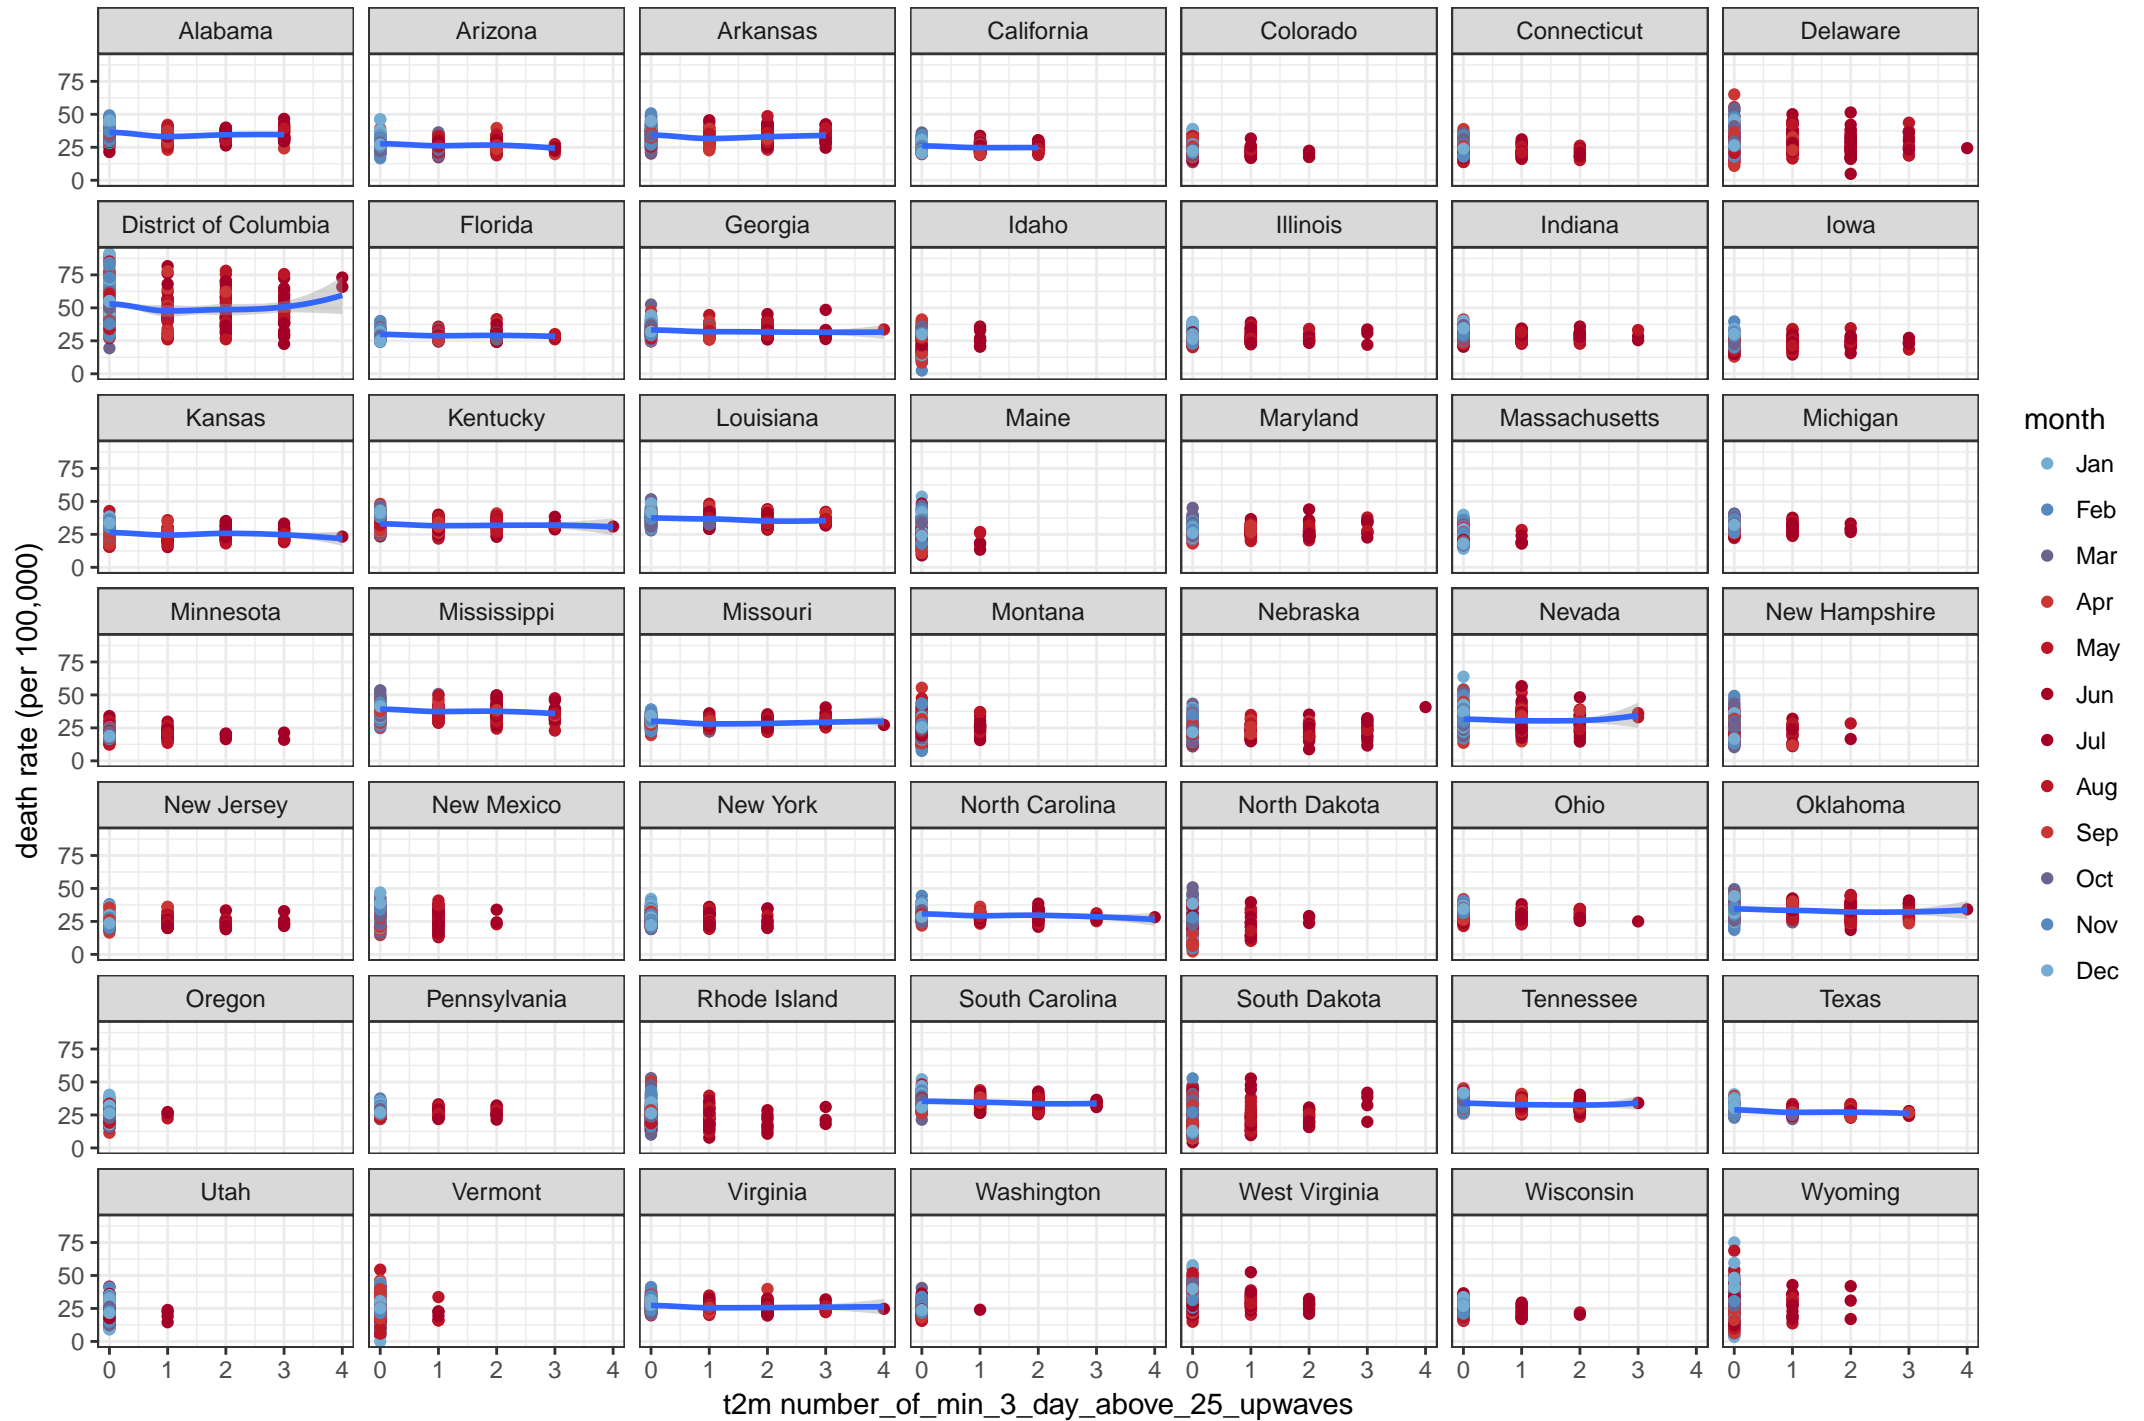 Alabama Arizona Arkansas California Colorado Connecticut Delaware
75
50
25
0
District of Columbia Florida Georgia Idaho Illinois Indiana Iowa
75
50
25
0
Kansas Kentucky Louisiana Maine Maryland Massachusetts Michigan
75
50
25
0
Minnesota Mississippi Missouri Montana Nebraska Nevada New Hampshire
75
50
25
0
New Jersey New Mexico New York North Carolina North Dakota Ohio Oklahoma
75
50
25
0
Oregon Pennsylvania Rhode Island South Carolina South Dakota Tennessee Texas
75
50
25
0
Utah Vermont Virginia Washington West Virginia Wisconsin Wyoming
75
50
25
0
0 1 2 3 4 0 1 2 3 4 0 1 2 3 4 0 1 2 3 4 0 1 2 3 4 0 1 2 3 4 0 1 2 3 4
t2m number_of_min_3_day_above_25_upwaves
death rate (per 100,000)
month
Jan
Feb
Mar
Apr
May
Jun
Jul
Aug
Sep
Oct
Nov
Dec